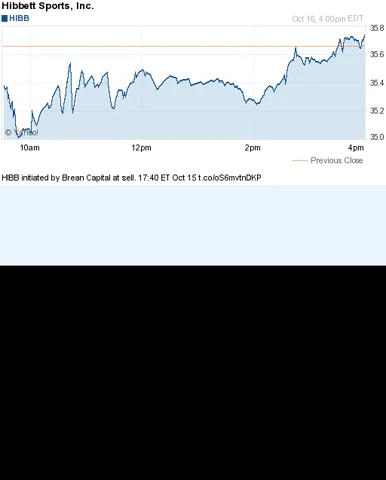 Hibbett Sports, Inc.
HIBB
Oct 16, 4:00pm EDT
35.8
35.6
35.4
35.2
35.0
© Yahoo!
10am 12pm 2pm 4pm
Previous Close
HIBB initiated by Brean Capital at sell. 17:40 ET Oct 15 t.co/oS6mvtnDKP